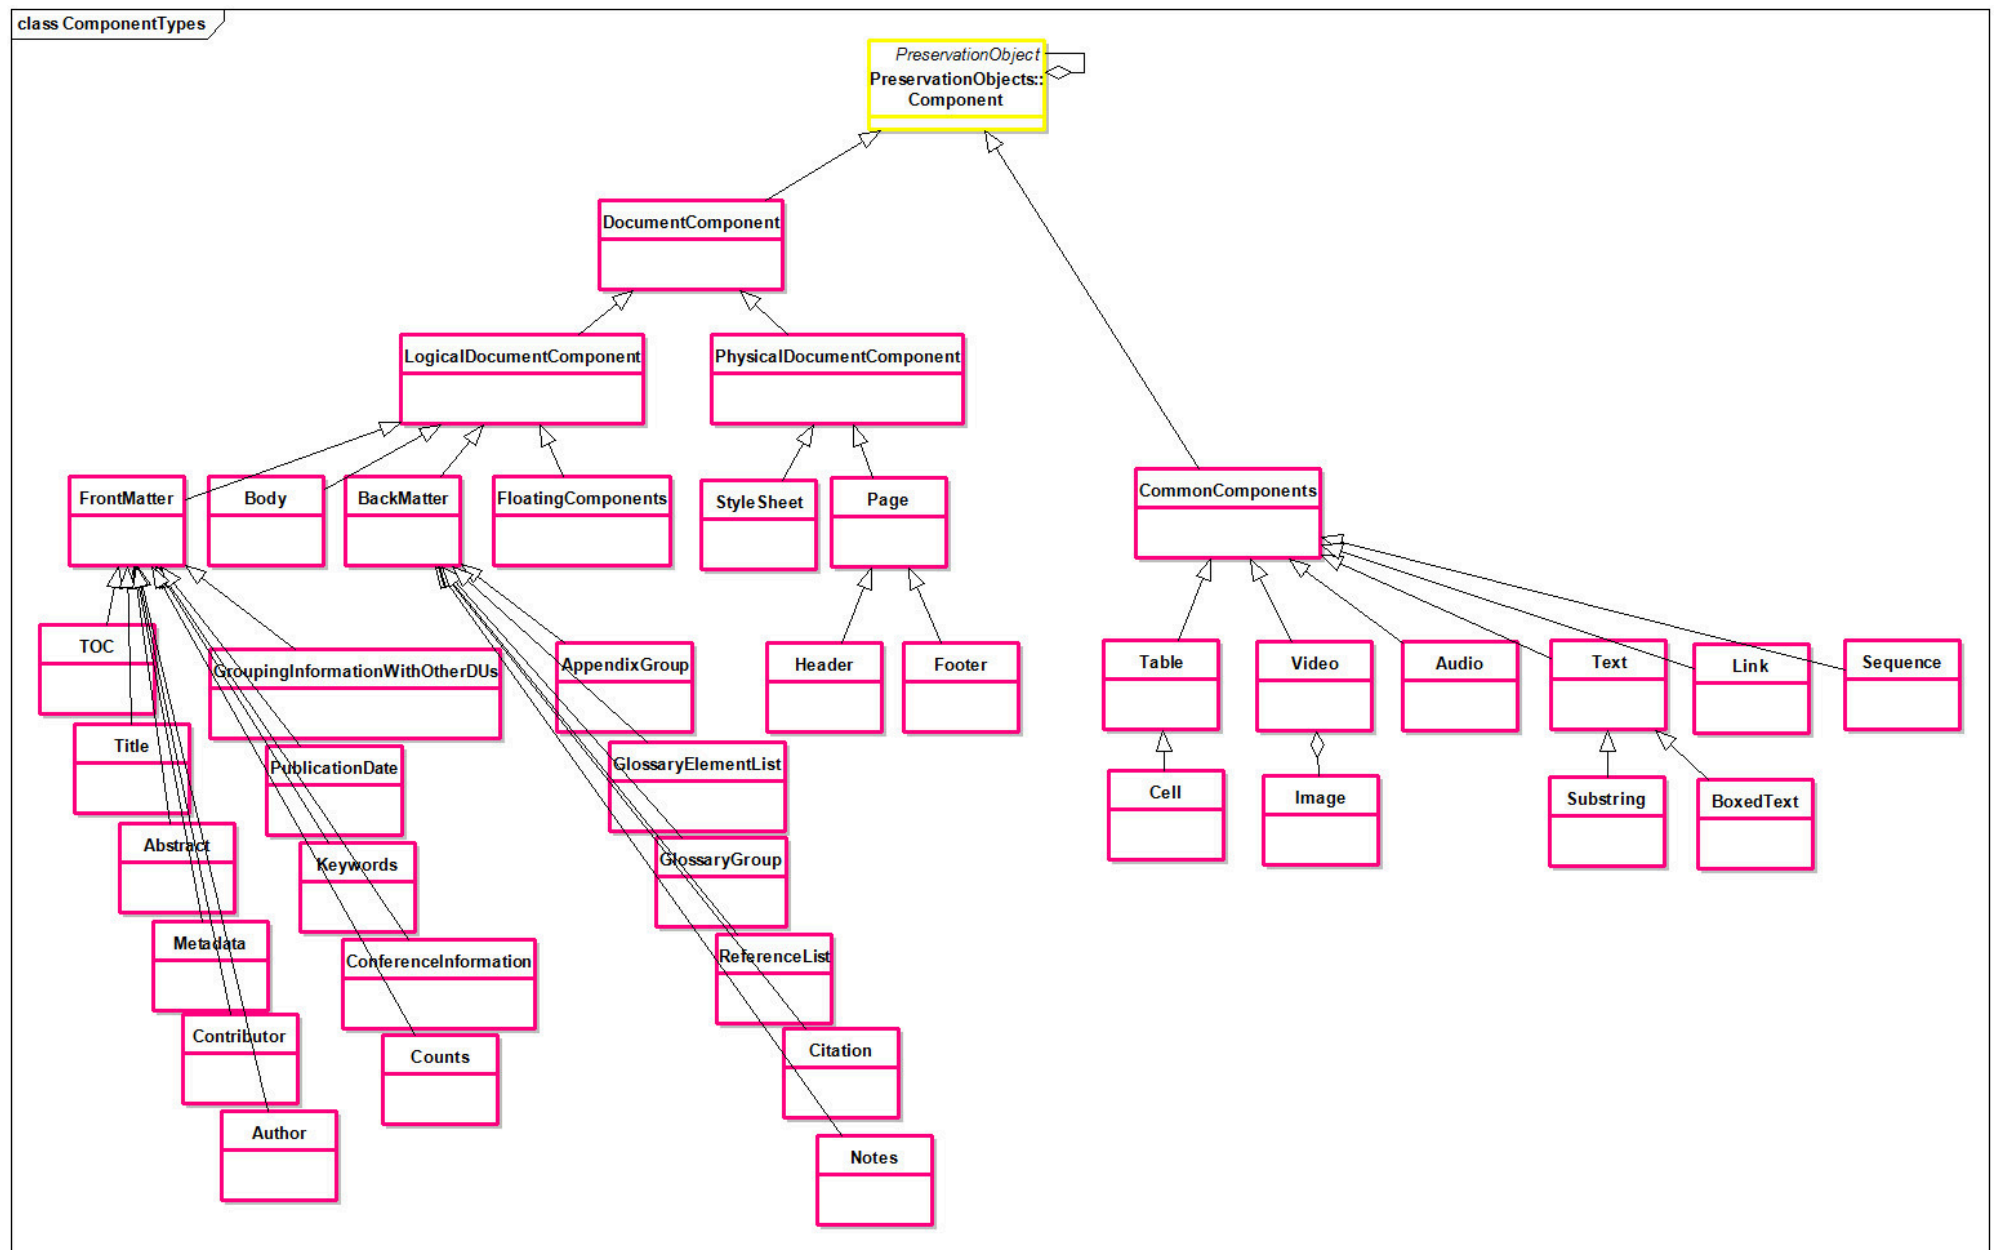 class ComponentTypes
PreservationObject
PreservationObjects::
Component
DocumentComponent
LogicalDocumentComponent
PhysicalDocumentComponent
FrontMatter
Body
BackMatter
FloatingComponents
StyleSheet
Page
CommonComponents
TOC
GroupingInformationWithOtherDUs
AppendixGroup
Header
Footer
Table
Video
Audio
Text
Link
Sequence
Title
PublicationDate
GlossaryElementList
Cell
Image
Substring
BoxedText
Abstract
Keywords
GlossaryGroup
Metadata
ConferenceInformation
ReferenceList
Contributor
Counts
Citation
Author
Notes